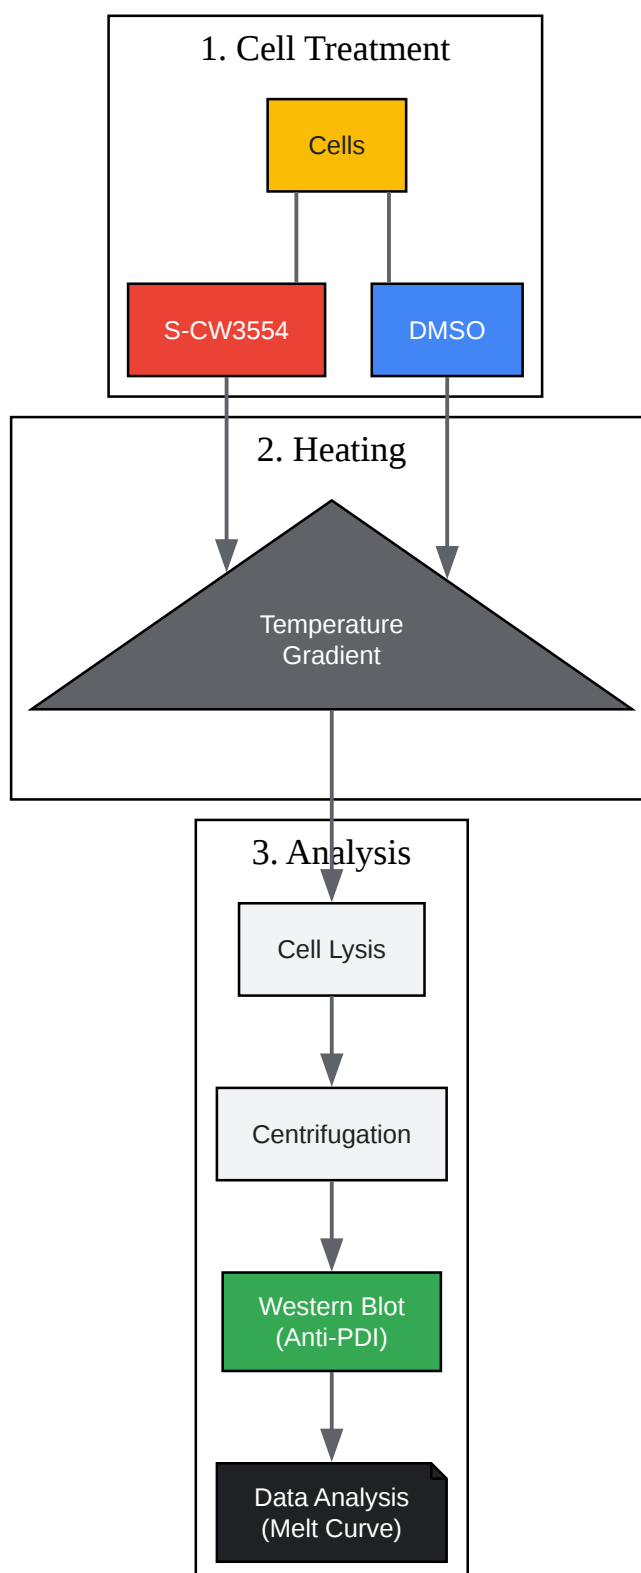 1. Cell Treatment
Cells
S-CW3554
DMSO
2. Heating
Temperature
Gradient
3. Analysis
Cell Lysis
Centrifugation
Western Blot
(Anti-PDI)
Data Analysis
(Melt Curve)